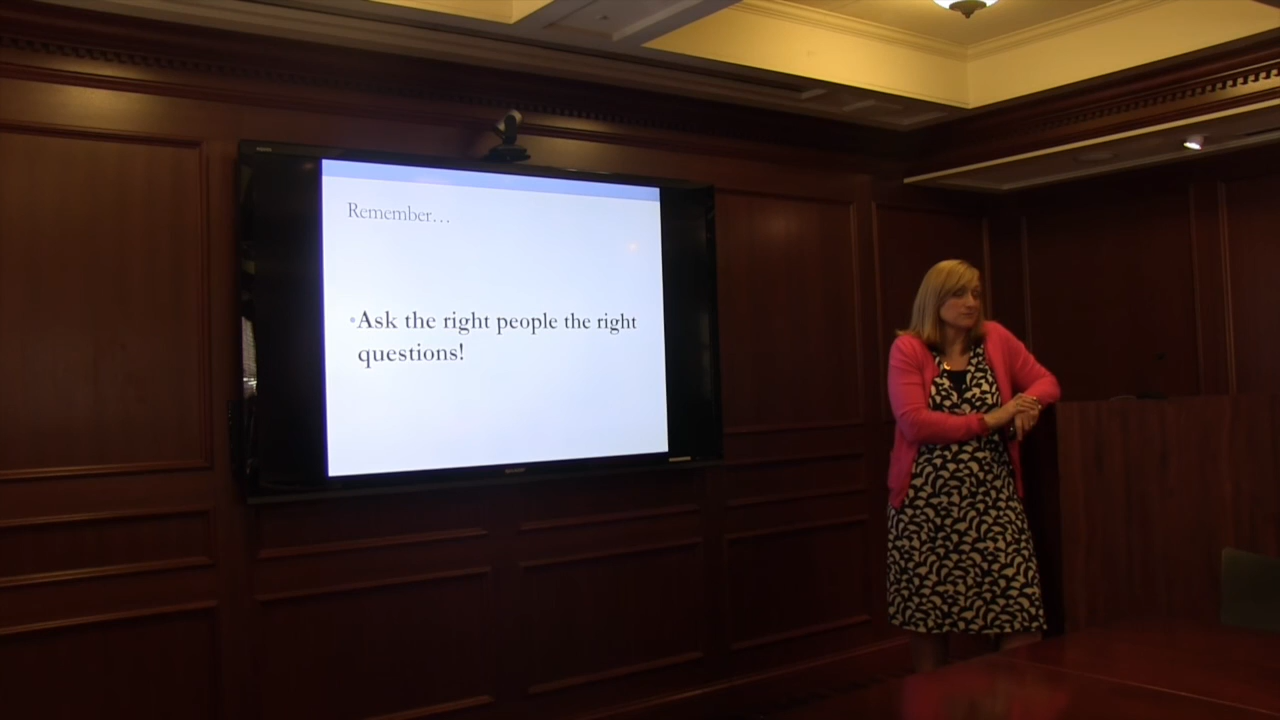 Remember…
•Ask the right people the right
questions!